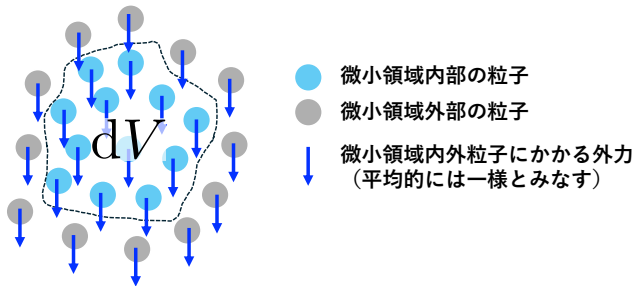 dV
微小領域内部の粒子
微小領域外部の粒子
微小領域内外粒子にかかる外力
（平均的には一様とみなす）